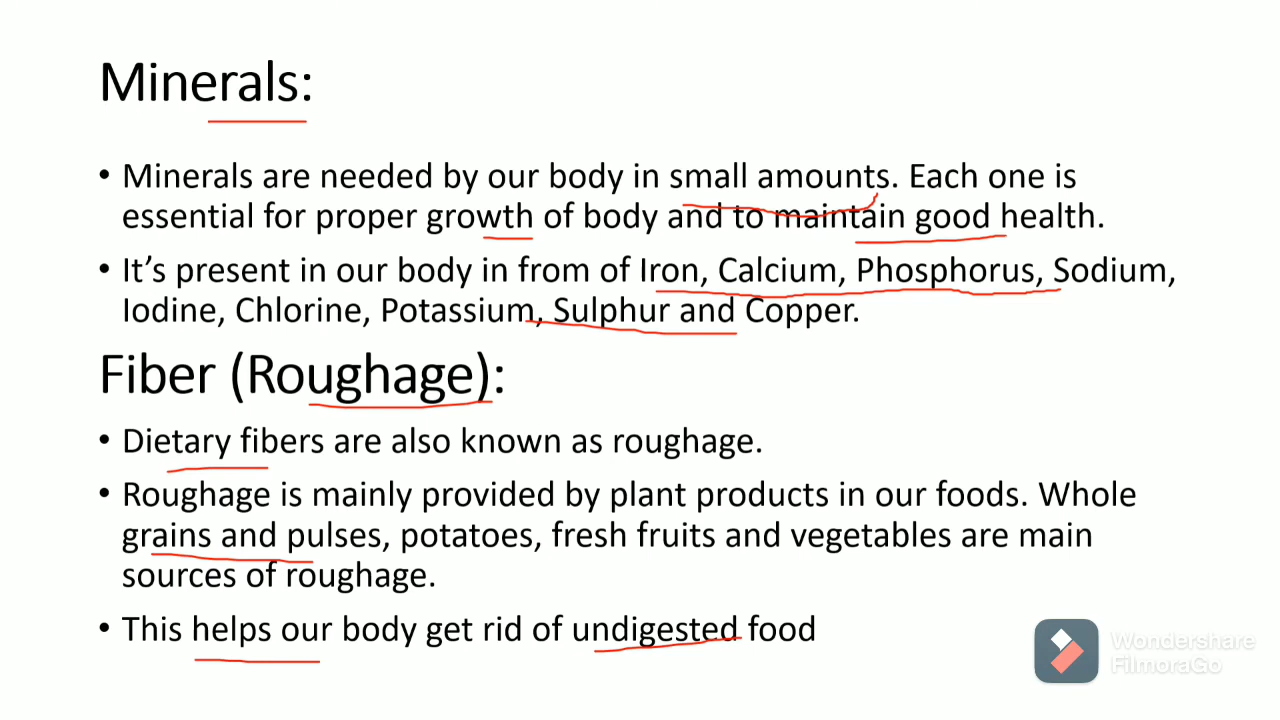 Minerals:
• Minerals are needed by our body in small amounts. Each one is
essential for proper growth of body and to maintain good health.
• It’s present in our body in from of Iron, Calcium, Phosphorus, Sodium,
Iodine, Chlorine, Potassium, Sulphur and Copper.
Fiber (Roughage):
• Dietary fibers are also known as roughage.
• Roughage is mainly provided by plant products in our foods. Whole
grains and pulses, potatoes, fresh fruits and vegetables are main
sources of roughage.
• This helps our body get rid of undigested food
Wondershare
FilmoraGo